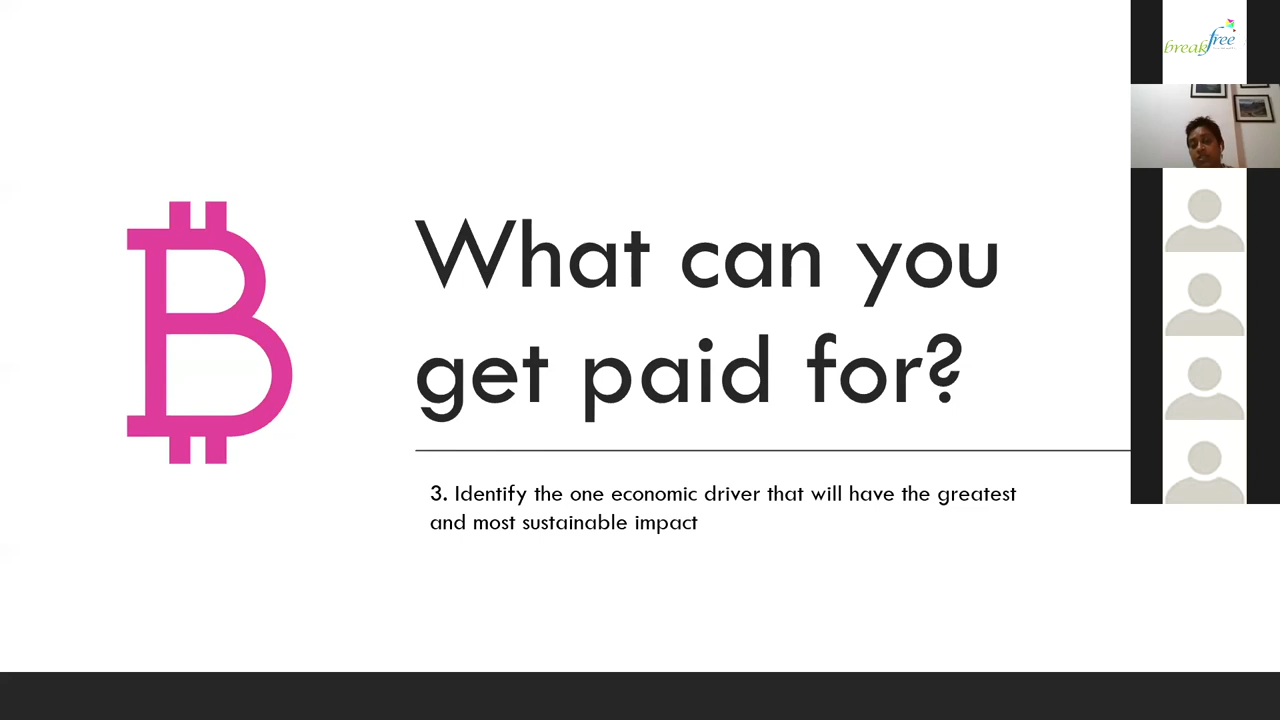 What can you
get paid for?
3. Identify the one economic driver that will have the greatest
and most sustainable impact
breakfree